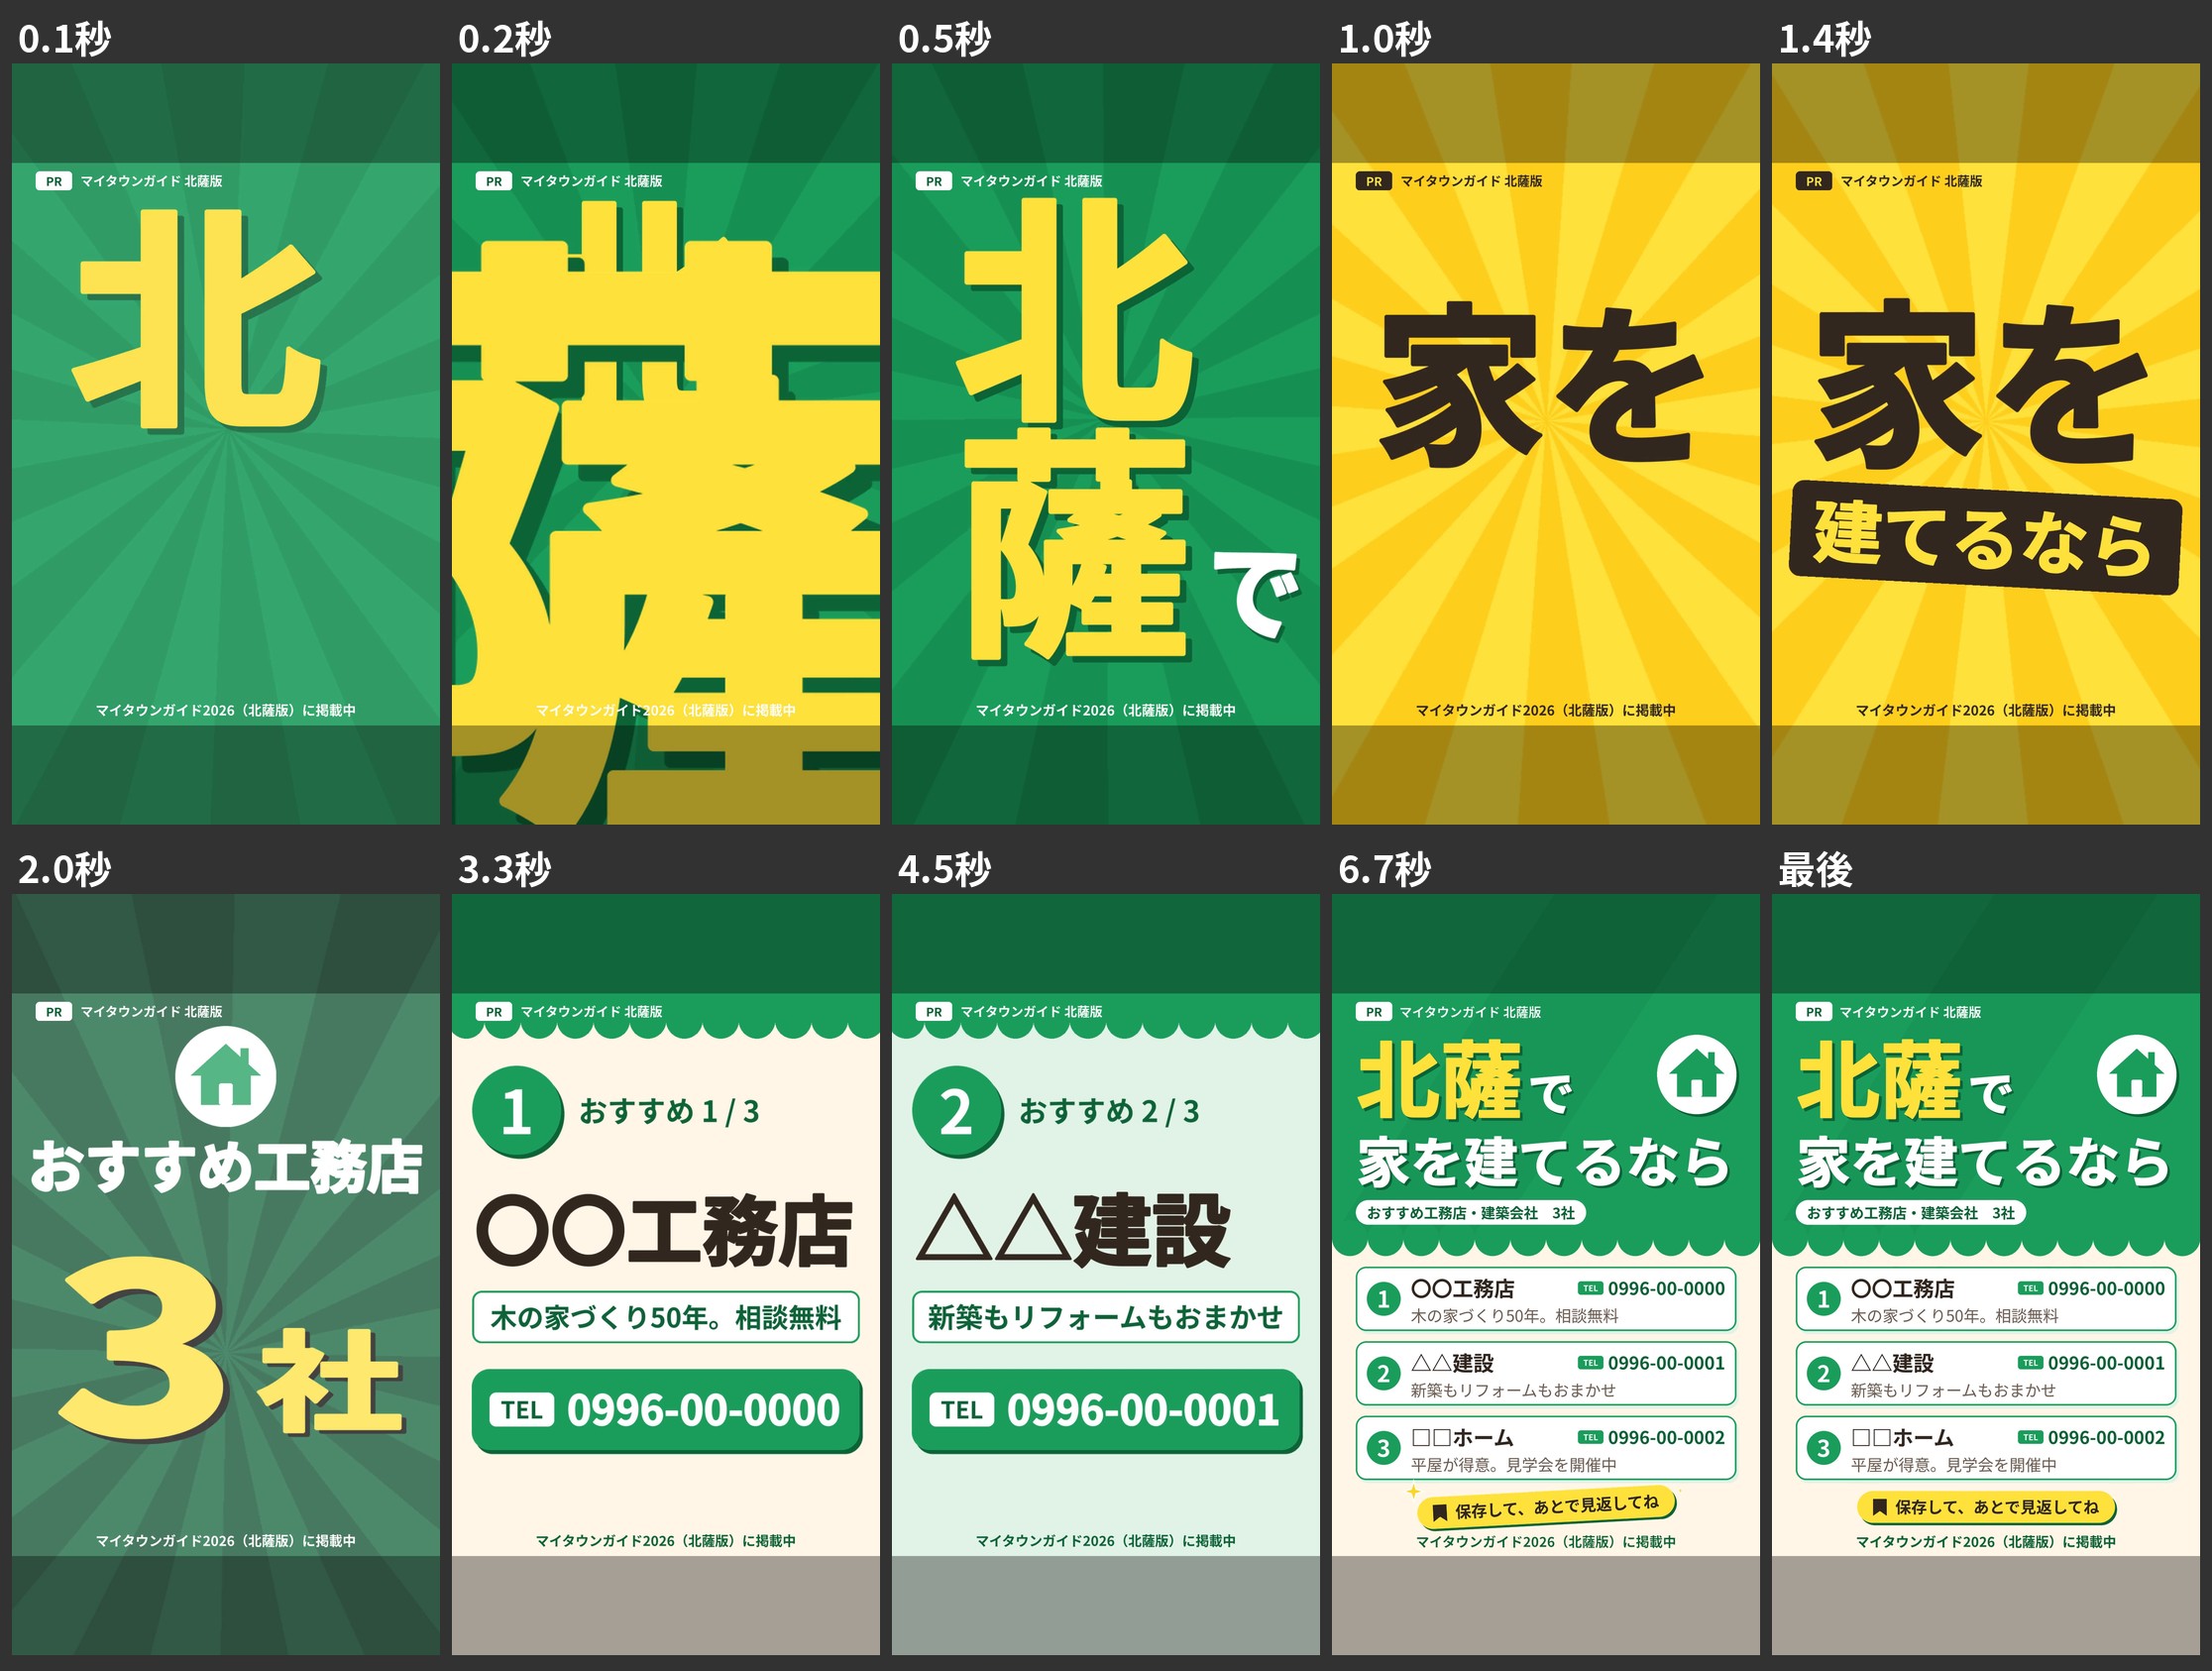 0.1秒
PR マイタウンガイド 北薩版
北
マイタウンガイド2026（北薩版）に掲載中
0.2秒
PR マイタウンガイド 北薩版
薩
マイタウンガイド2026（北薩版）に掲載中
0.5秒
PR マイタウンガイド 北薩版
北
薩で
マイタウンガイド2026（北薩版）に掲載中
1.0秒
PR マイタウンガイド 北薩版
家を
マイタウンガイド2026（北薩版）に掲載中
1.4秒
PR マイタウンガイド 北薩版
家を
建てるなら
マイタウンガイド2026（北薩版）に掲載中
2.0秒
PR マイタウンガイド 北薩版
おすすめ工務店
3社
マイタウンガイド2026（北薩版）に掲載中
3.3秒
PR マイタウンガイド 北薩版
1 おすすめ 1 / 3
〇〇工務店
木の家づくり50年。相談無料
TEL 0996-00-0000
マイタウンガイド2026（北薩版）に掲載中
4.5秒
PR マイタウンガイド 北薩版
2 おすすめ 2 / 3
△△建設
新築もリフォームもおまかせ
TEL 0996-00-0001
マイタウンガイド2026（北薩版）に掲載中
6.7秒
PR マイタウンガイド 北薩版
北薩で
家を建てるなら
おすすめ工務店・建築会社　3社
1 〇〇工務店 TEL 0996-00-0000
木の家づくり50年。相談無料
2 △△建設 TEL 0996-00-0001
新築もリフォームもおまかせ
3 □□ホーム TEL 0996-00-0002
平屋が得意。見学会を開催中
保存して、あとで見返してね
マイタウンガイド2026（北薩版）に掲載中
最後
PR マイタウンガイド 北薩版
北薩で
家を建てるなら
おすすめ工務店・建築会社　3社
1 〇〇工務店 TEL 0996-00-0000
木の家づくり50年。相談無料
2 △△建設 TEL 0996-00-0001
新築もリフォームもおまかせ
3 □□ホーム TEL 0996-00-0002
平屋が得意。見学会を開催中
保存して、あとで見返してね
マイタウンガイド2026（北薩版）に掲載中